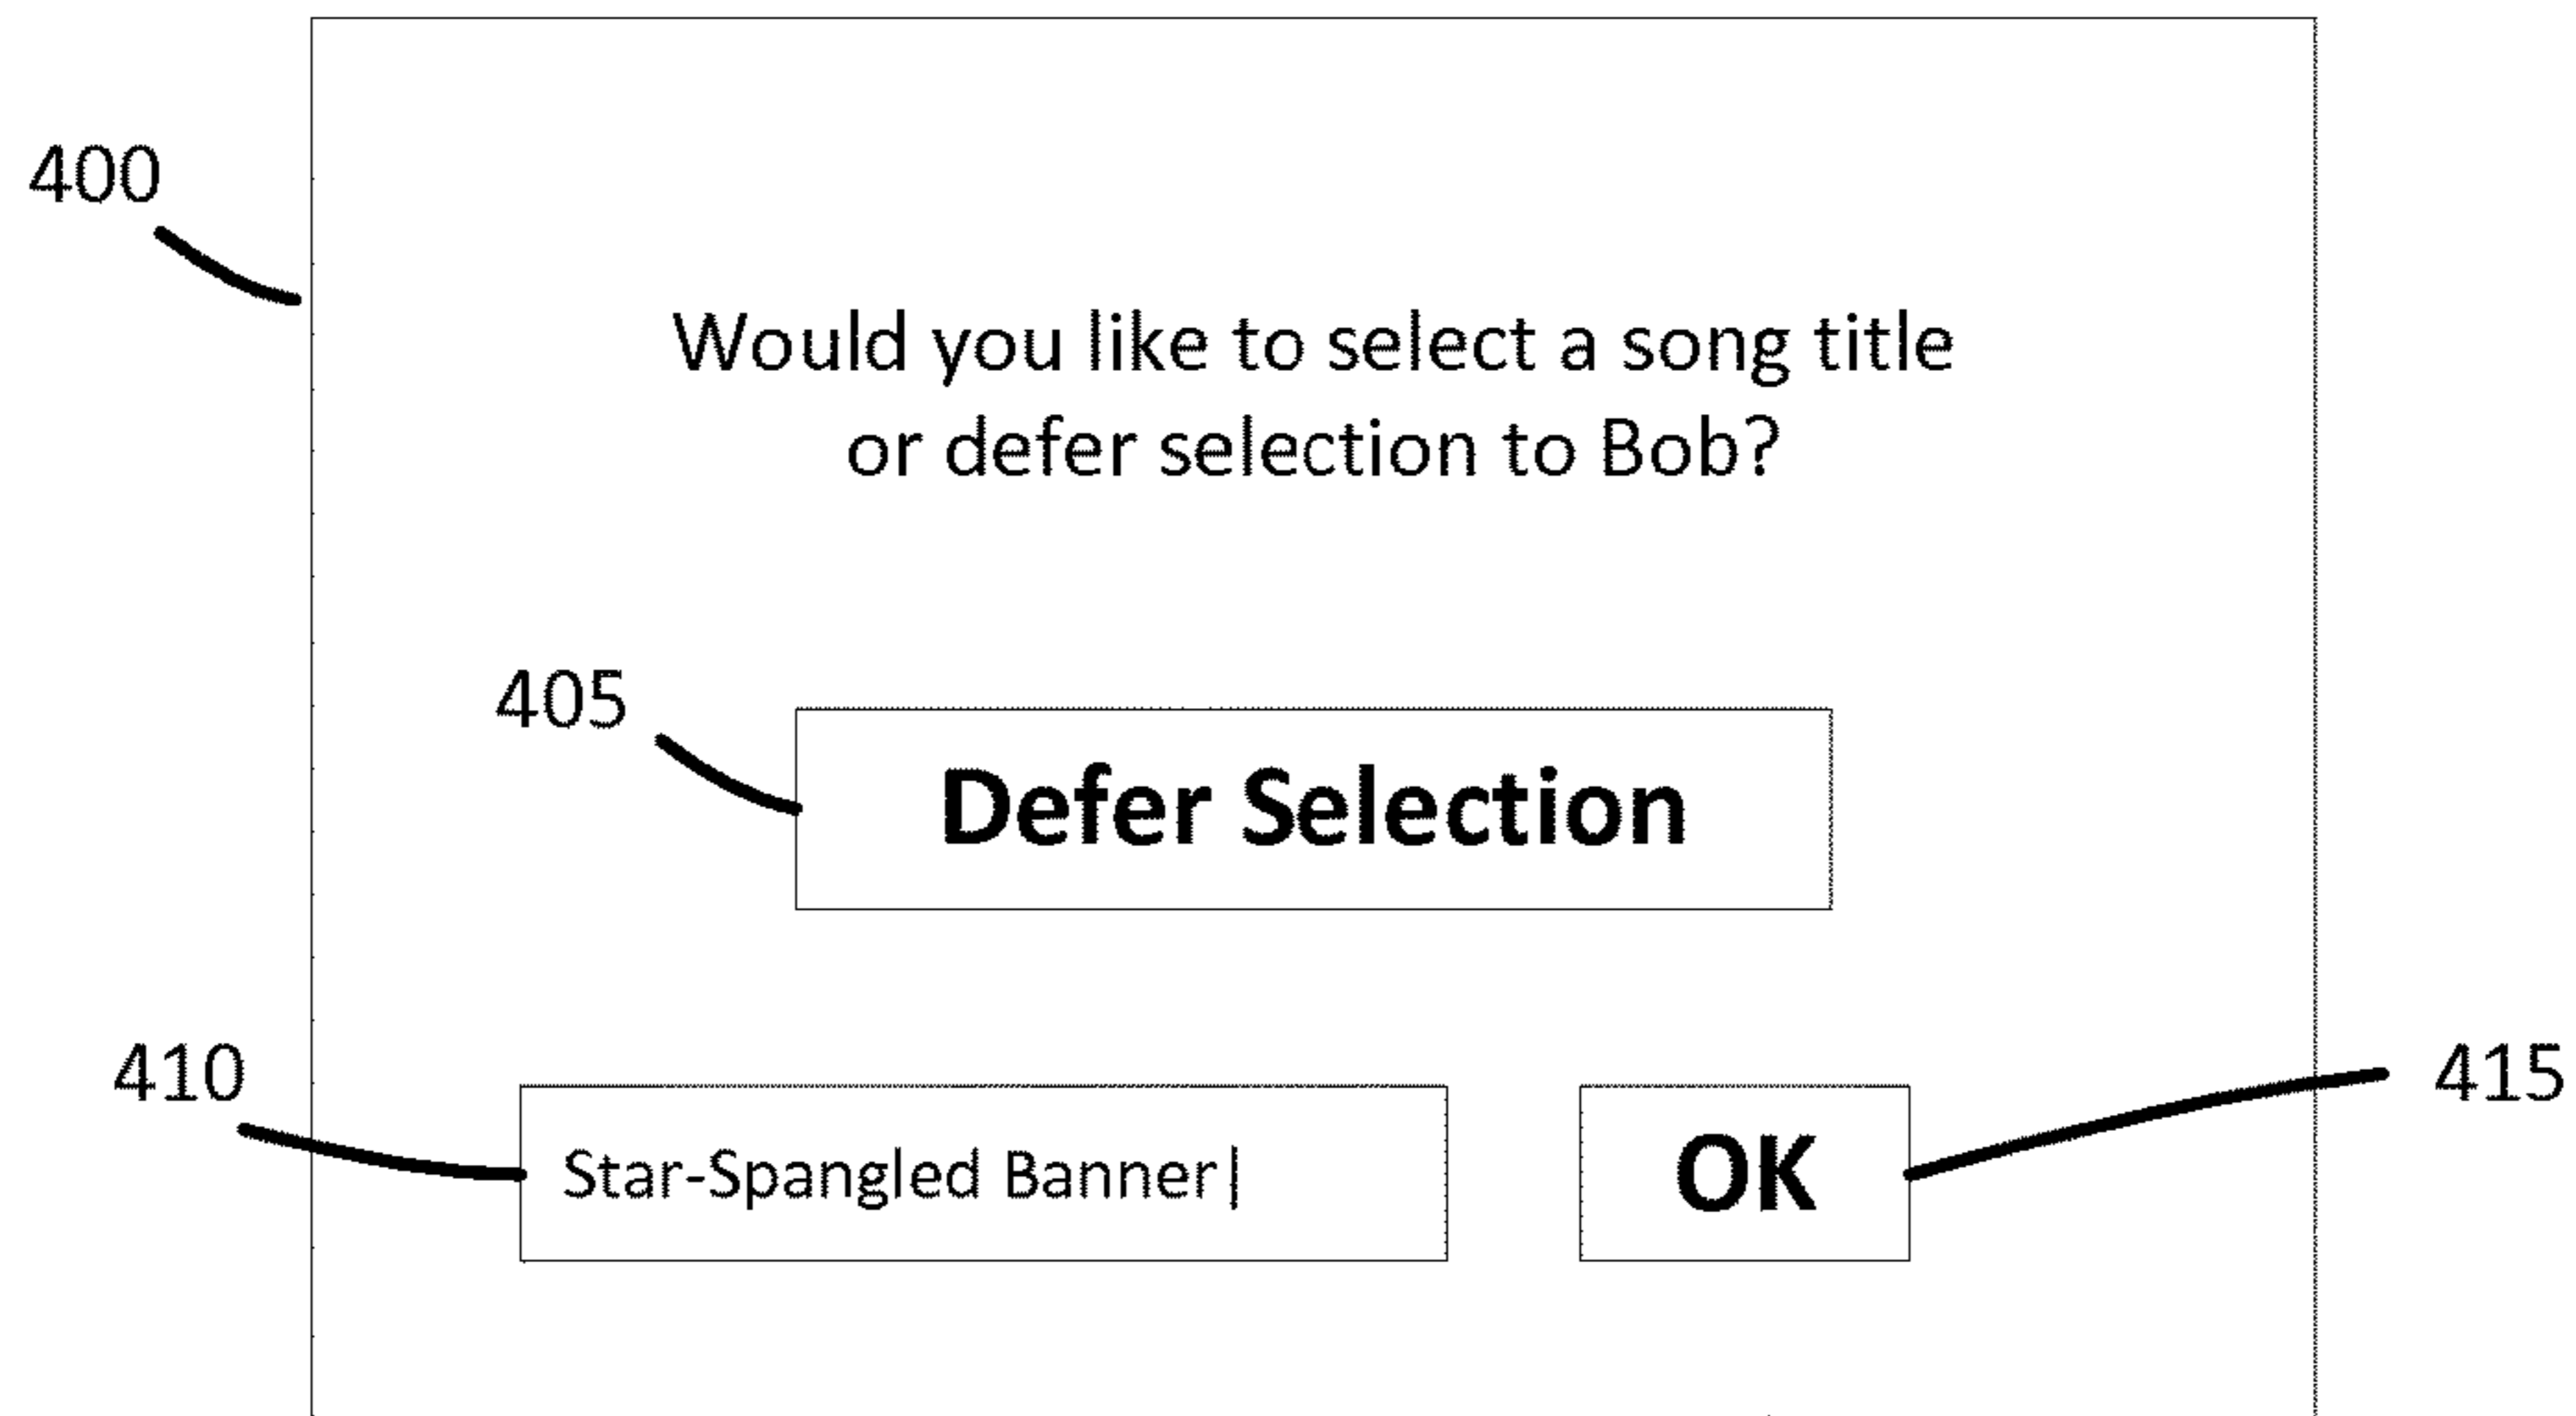 400
Would you like to select a song title
or defer selection to Bob?
405
Defer Selection
410
Star-Spangled Banner|
OK
415